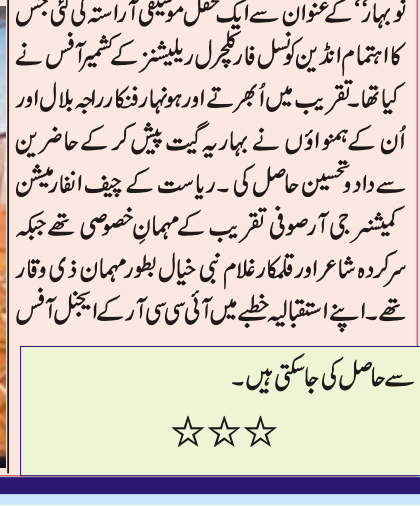 نو بہار‘‘ کے عنوان سے ایک محفل موسیقی آراستہ کی گئی جس
کا اہتمام انڈین کونسل فار کلچرل ریلیشنز کے کشمیر آفس نے
کیا تھا۔ تقریب میں اُبھرتے اور ہونہار فنکار راجہ بلال اور
اُن کے ہمنواؤں نے بہاریہ گیت پیش کر کے حاضرین
سے داد و تحسین حاصل کی ۔ ریاست کے چیف انفارمیشن
کمیشنر جی آر صوفی تقریب کے مہمانِ خصوصی تھے جبکہ
سرکردہ شاعر اور قلمکار غلام نبی خیال بطور مہمان ذی وقار
تھے۔ اپنے استقبالیہ خطبے میں آئی سی سی آر کے ایجنل آفس
سے حاصل کی جاسکتی ہیں۔
☆☆☆